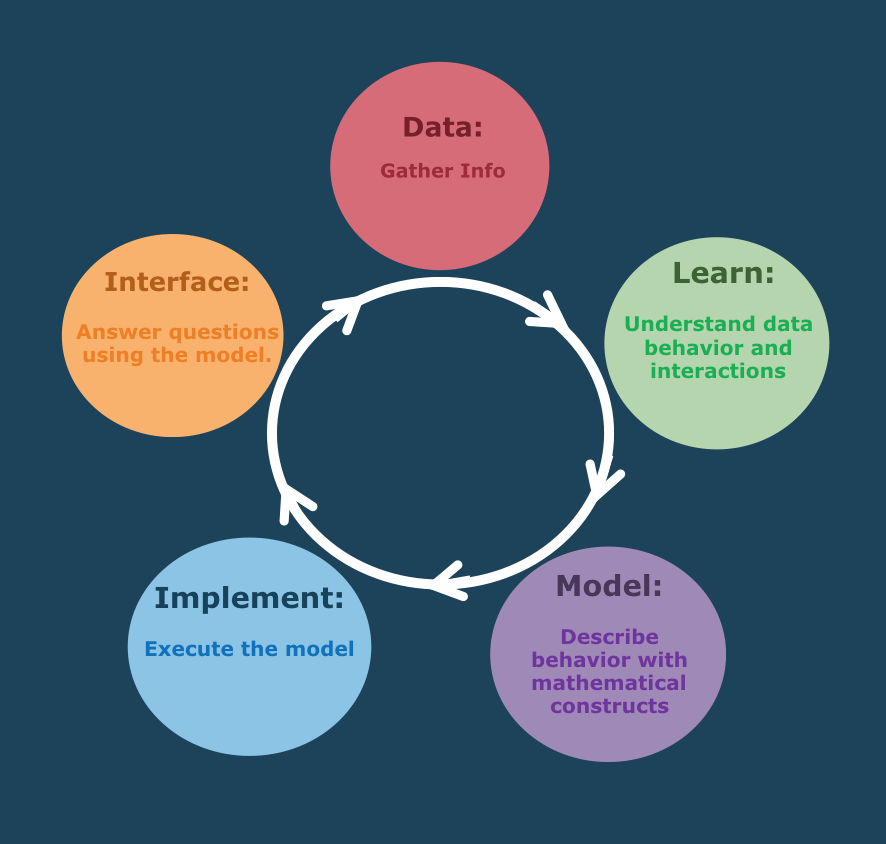 Data:
Gather Info
Learn:
Understand data
behavior and
interactions
Model:
Describe
behavior with
mathematical
constructs
Implement:
Execute the model
Interface:
Answer questions
using the model.